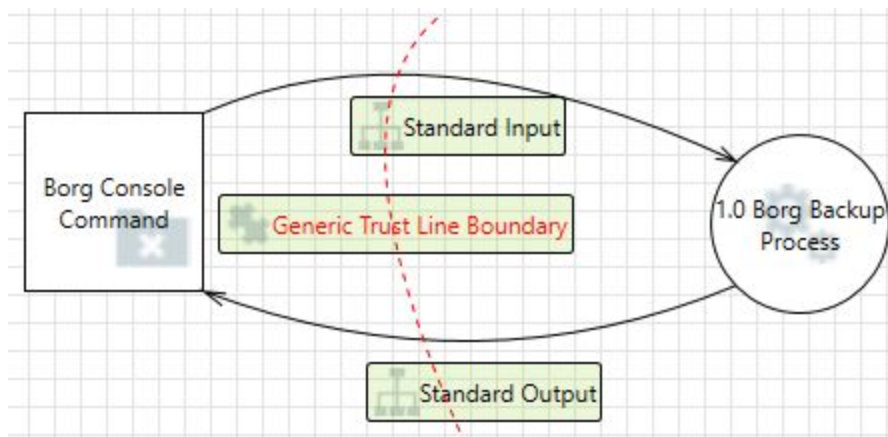 Standard Input
Borg Console
Command
1.0 Borg Backup
Process
Generic Trust Line Boundary
Standard Output